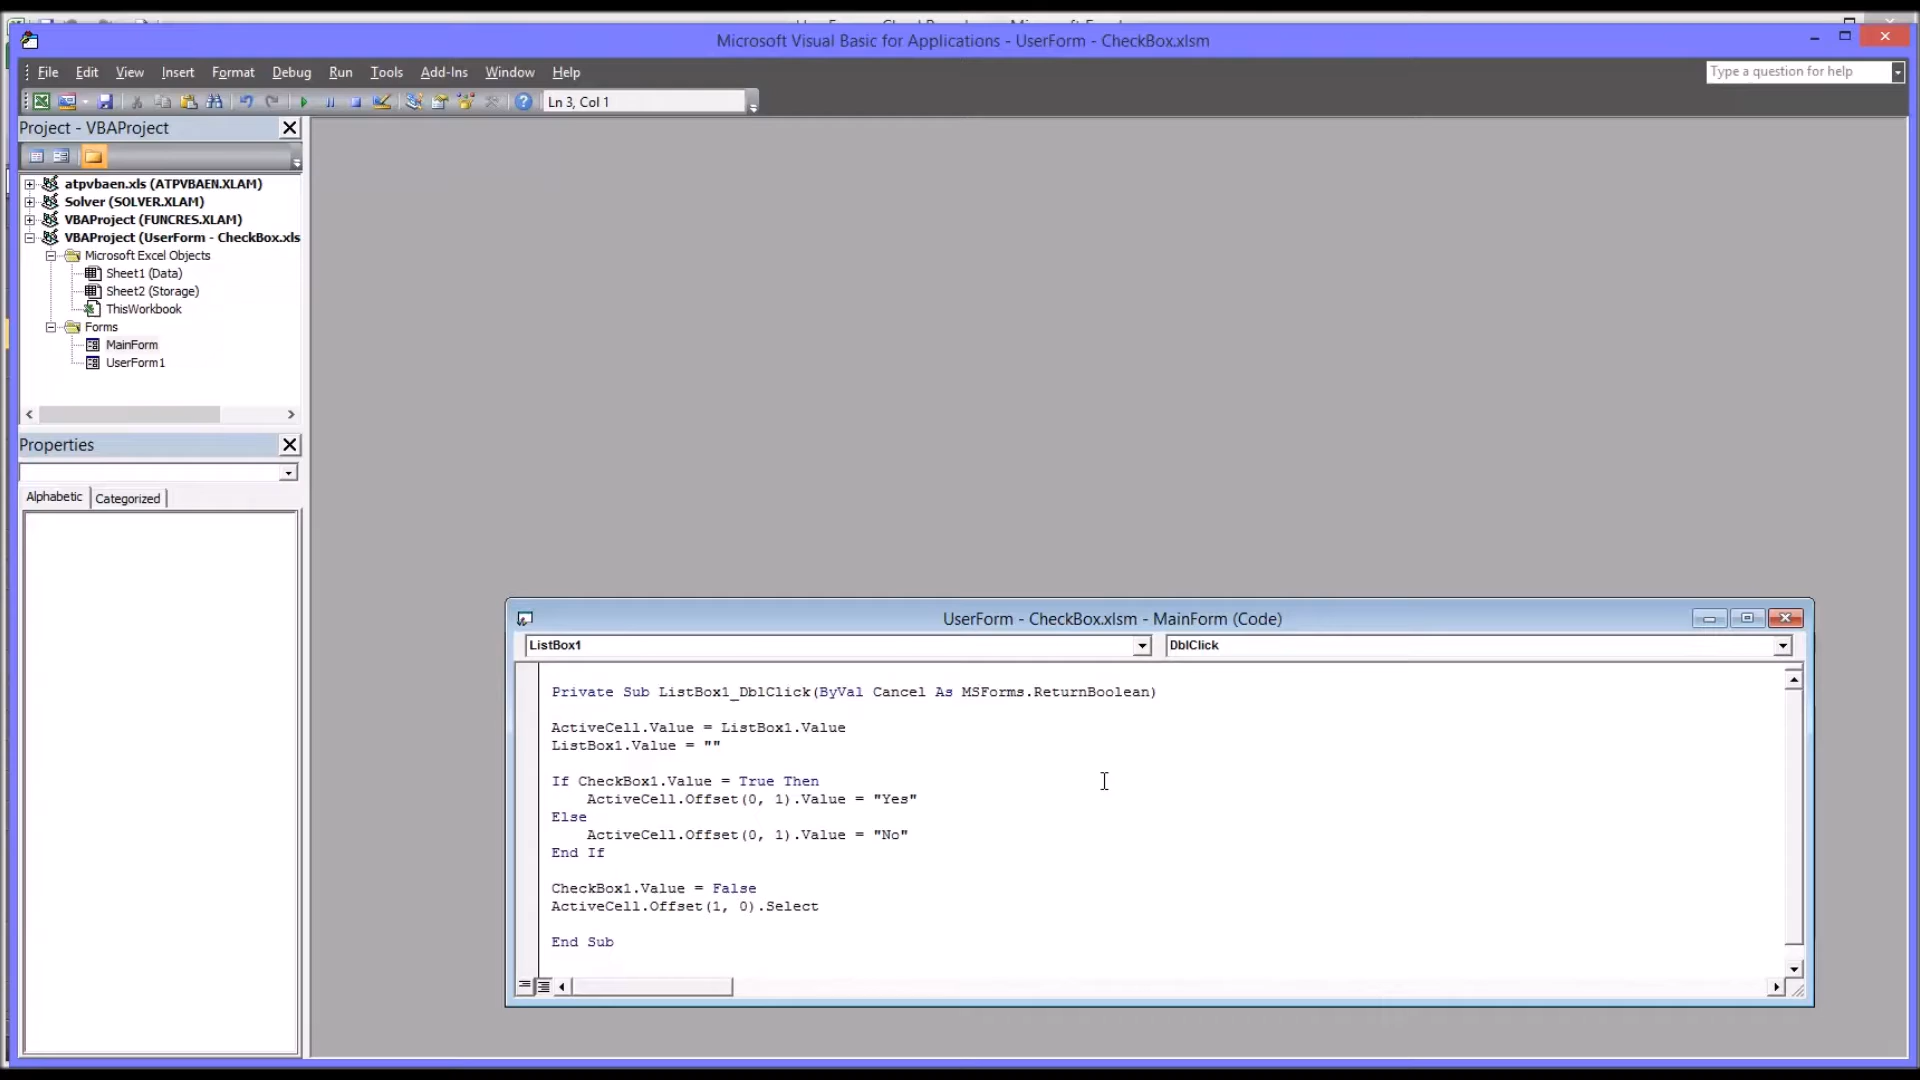 Microsoft Visual Basic for Applications - UserForm - CheckBox.xlsm
File Edit View Insert Format Debug Run Tools Add-Ins Window Help
Type a question for help
Ln 3, Col 1
Project - VBAProject
atpvbaen.xls (ATPVBAEN.XLAM)
Solver (SOLVER.XLAM)
VBAProject (FUNCRES.XLAM)
VBAProject (UserForm - CheckBox.xls
Microsoft Excel Objects
Sheet1 (Data)
Sheet2 (Storage)
ThisWorkbook
Forms
MainForm
UserForm1
Properties
Alphabetic Categorized
UserForm - CheckBox.xlsm - MainForm (Code)
ListBox1 DblClick
Private Sub ListBox1_DblClick(ByVal Cancel As MSForms.ReturnBoolean)
ActiveCell.Value = ListBox1.Value
ListBox1.Value = ""
If CheckBox1.Value = True Then
ActiveCell.Offset(0, 1).Value = "Yes"
Else
ActiveCell.Offset(0, 1).Value = "No"
End If
CheckBox1.Value = False
ActiveCell.Offset(1, 0).Select
End Sub